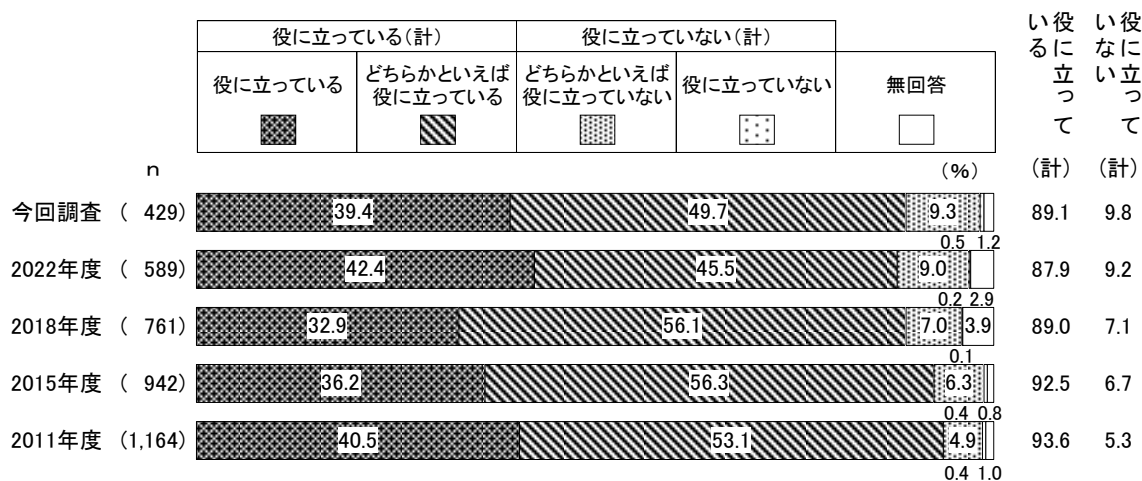 役に立っている(計) 役に立っていない(計)
役に立っている どちらかといえば役に立っている どちらかといえば役に立っていない 役に立っていない 無回答
役に立っている 役に立っていない
n (%) (計) (計)
今回調査 ( 429) 39.4 49.7 9.3 89.1 9.8
0.5 1.2
2022年度 ( 589) 42.4 45.5 9.0 87.9 9.2
0.2 2.9
2018年度 ( 761) 32.9 56.1 7.0 3.9 89.0 7.1
0.1
2015年度 ( 942) 36.2 56.3 6.3 92.5 6.7
0.4 0.8
2011年度 (1,164) 40.5 53.1 4.9 93.6 5.3
0.4 1.0